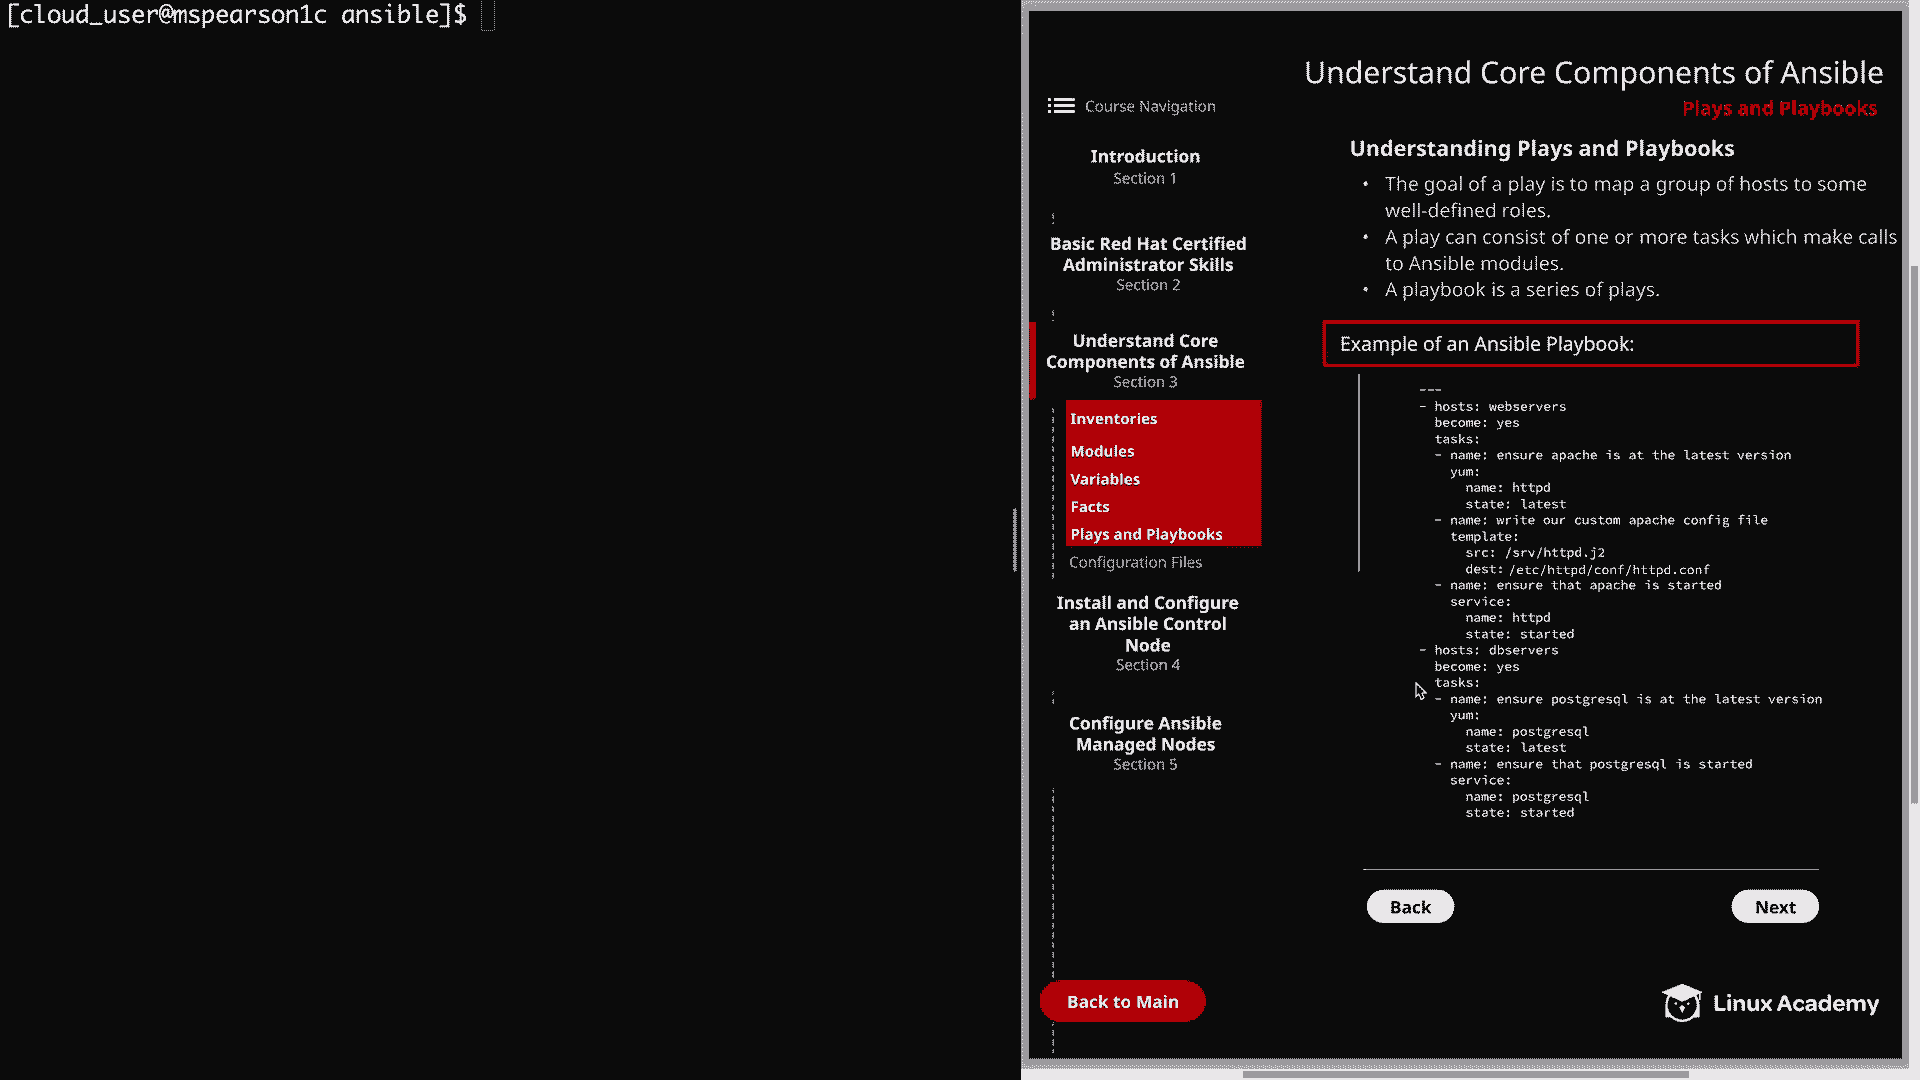 [cloud_user@mspearson1c ansible]$
Understand Core Components of Ansible
Plays and Playbooks
Course Navigation
Introduction
Section 1
Basic Red Hat Certified
Administrator Skills
Section 2
Understand Core
Components of Ansible
Section 3
Inventories
Modules
Variables
Facts
Plays and Playbooks
Configuration Files
Install and Configure
an Ansible Control
Node
Section 4
Configure Ansible
Managed Nodes
Section 5
Back to Main
Understanding Plays and Playbooks
• The goal of a play is to map a group of hosts to some
well-defined roles.
• A play can consist of one or more tasks which make calls
to Ansible modules.
• A playbook is a series of plays.
Example of an Ansible Playbook:
---
- hosts: webservers
  become: yes
  tasks:
  - name: ensure apache is at the latest version
    yum:
      name: httpd
      state: latest
  - name: write our custom apache config file
    template:
      src: /srv/httpd.j2
      dest: /etc/httpd/conf/httpd.conf
  - name: ensure that apache is started
    service:
      name: httpd
      state: started
- hosts: dbservers
  become: yes
  tasks:
  - name: ensure postgresql is at the latest version
    yum:
      name: postgresql
      state: latest
  - name: ensure that postgresql is started
    service:
      name: postgresql
      state: started
Back
Next
Linux Academy